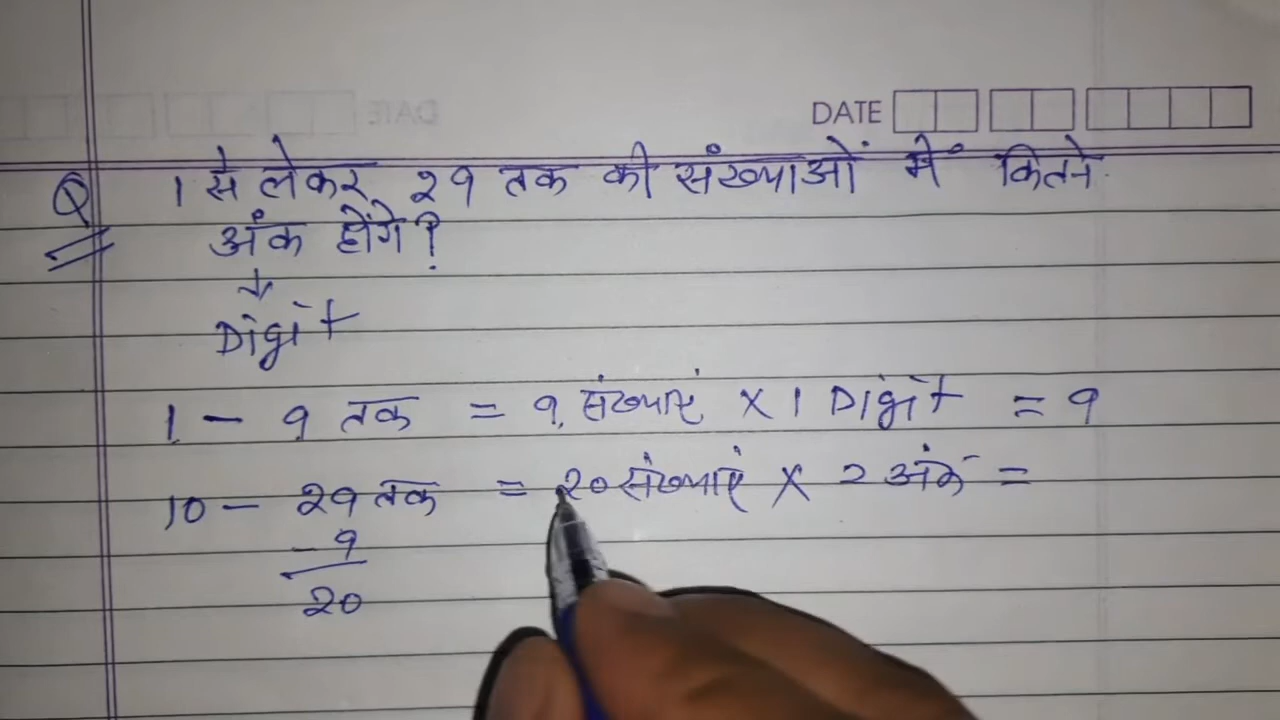 DATE
Q 1 से लेकर 29 तक की संख्याओं में कितने
अंक होंगे?
↓
Digit
1 - 9 तक = 9 संख्याएं X 1 Digit = 9
10 - 29 तक = 20 संख्याएं X 2 अंक =
- 9
20